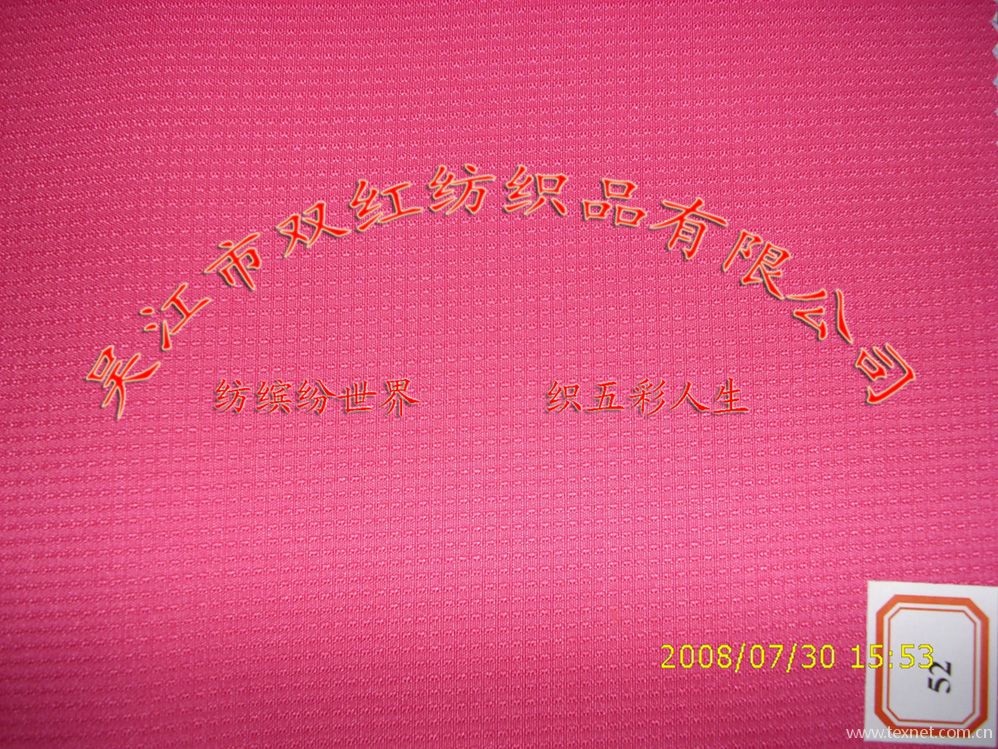 吴江市双红纺织品有限公司
纺缤纷世界 织五彩人生
2008/07/30 15:53
52
www.texnet.com.cn